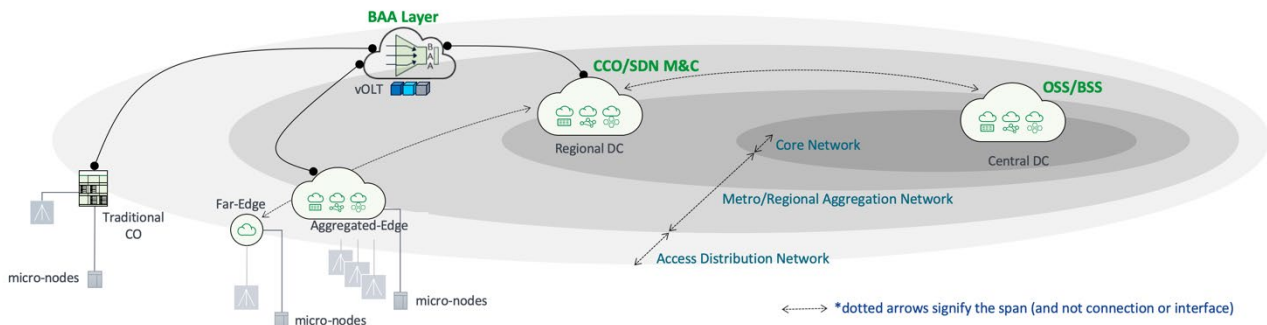 BAA Layer
B
A
A
vOLT
CCO/SDN M&C
OSS/BSS
Regional DC
Core Network
Central DC
Metro/Regional Aggregation Network
Far-Edge
Traditional
CO
Aggregated-Edge
Access Distribution Network
micro-nodes
micro-nodes
micro-nodes
*dotted arrows signify the span (and not connection or interface)